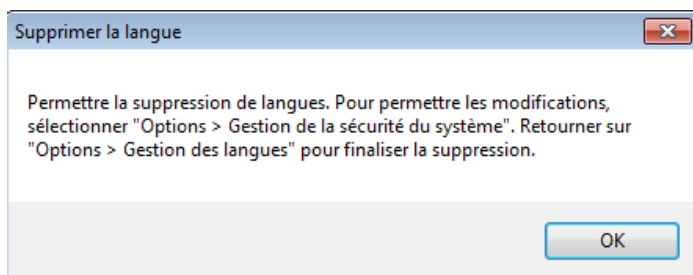 Supprimer la langue
Permettre la suppression de langues. Pour permettre les modifications,
sélectionner "Options > Gestion de la sécurité du système". Retourner sur
"Options > Gestion des langues" pour finaliser la suppression.
OK